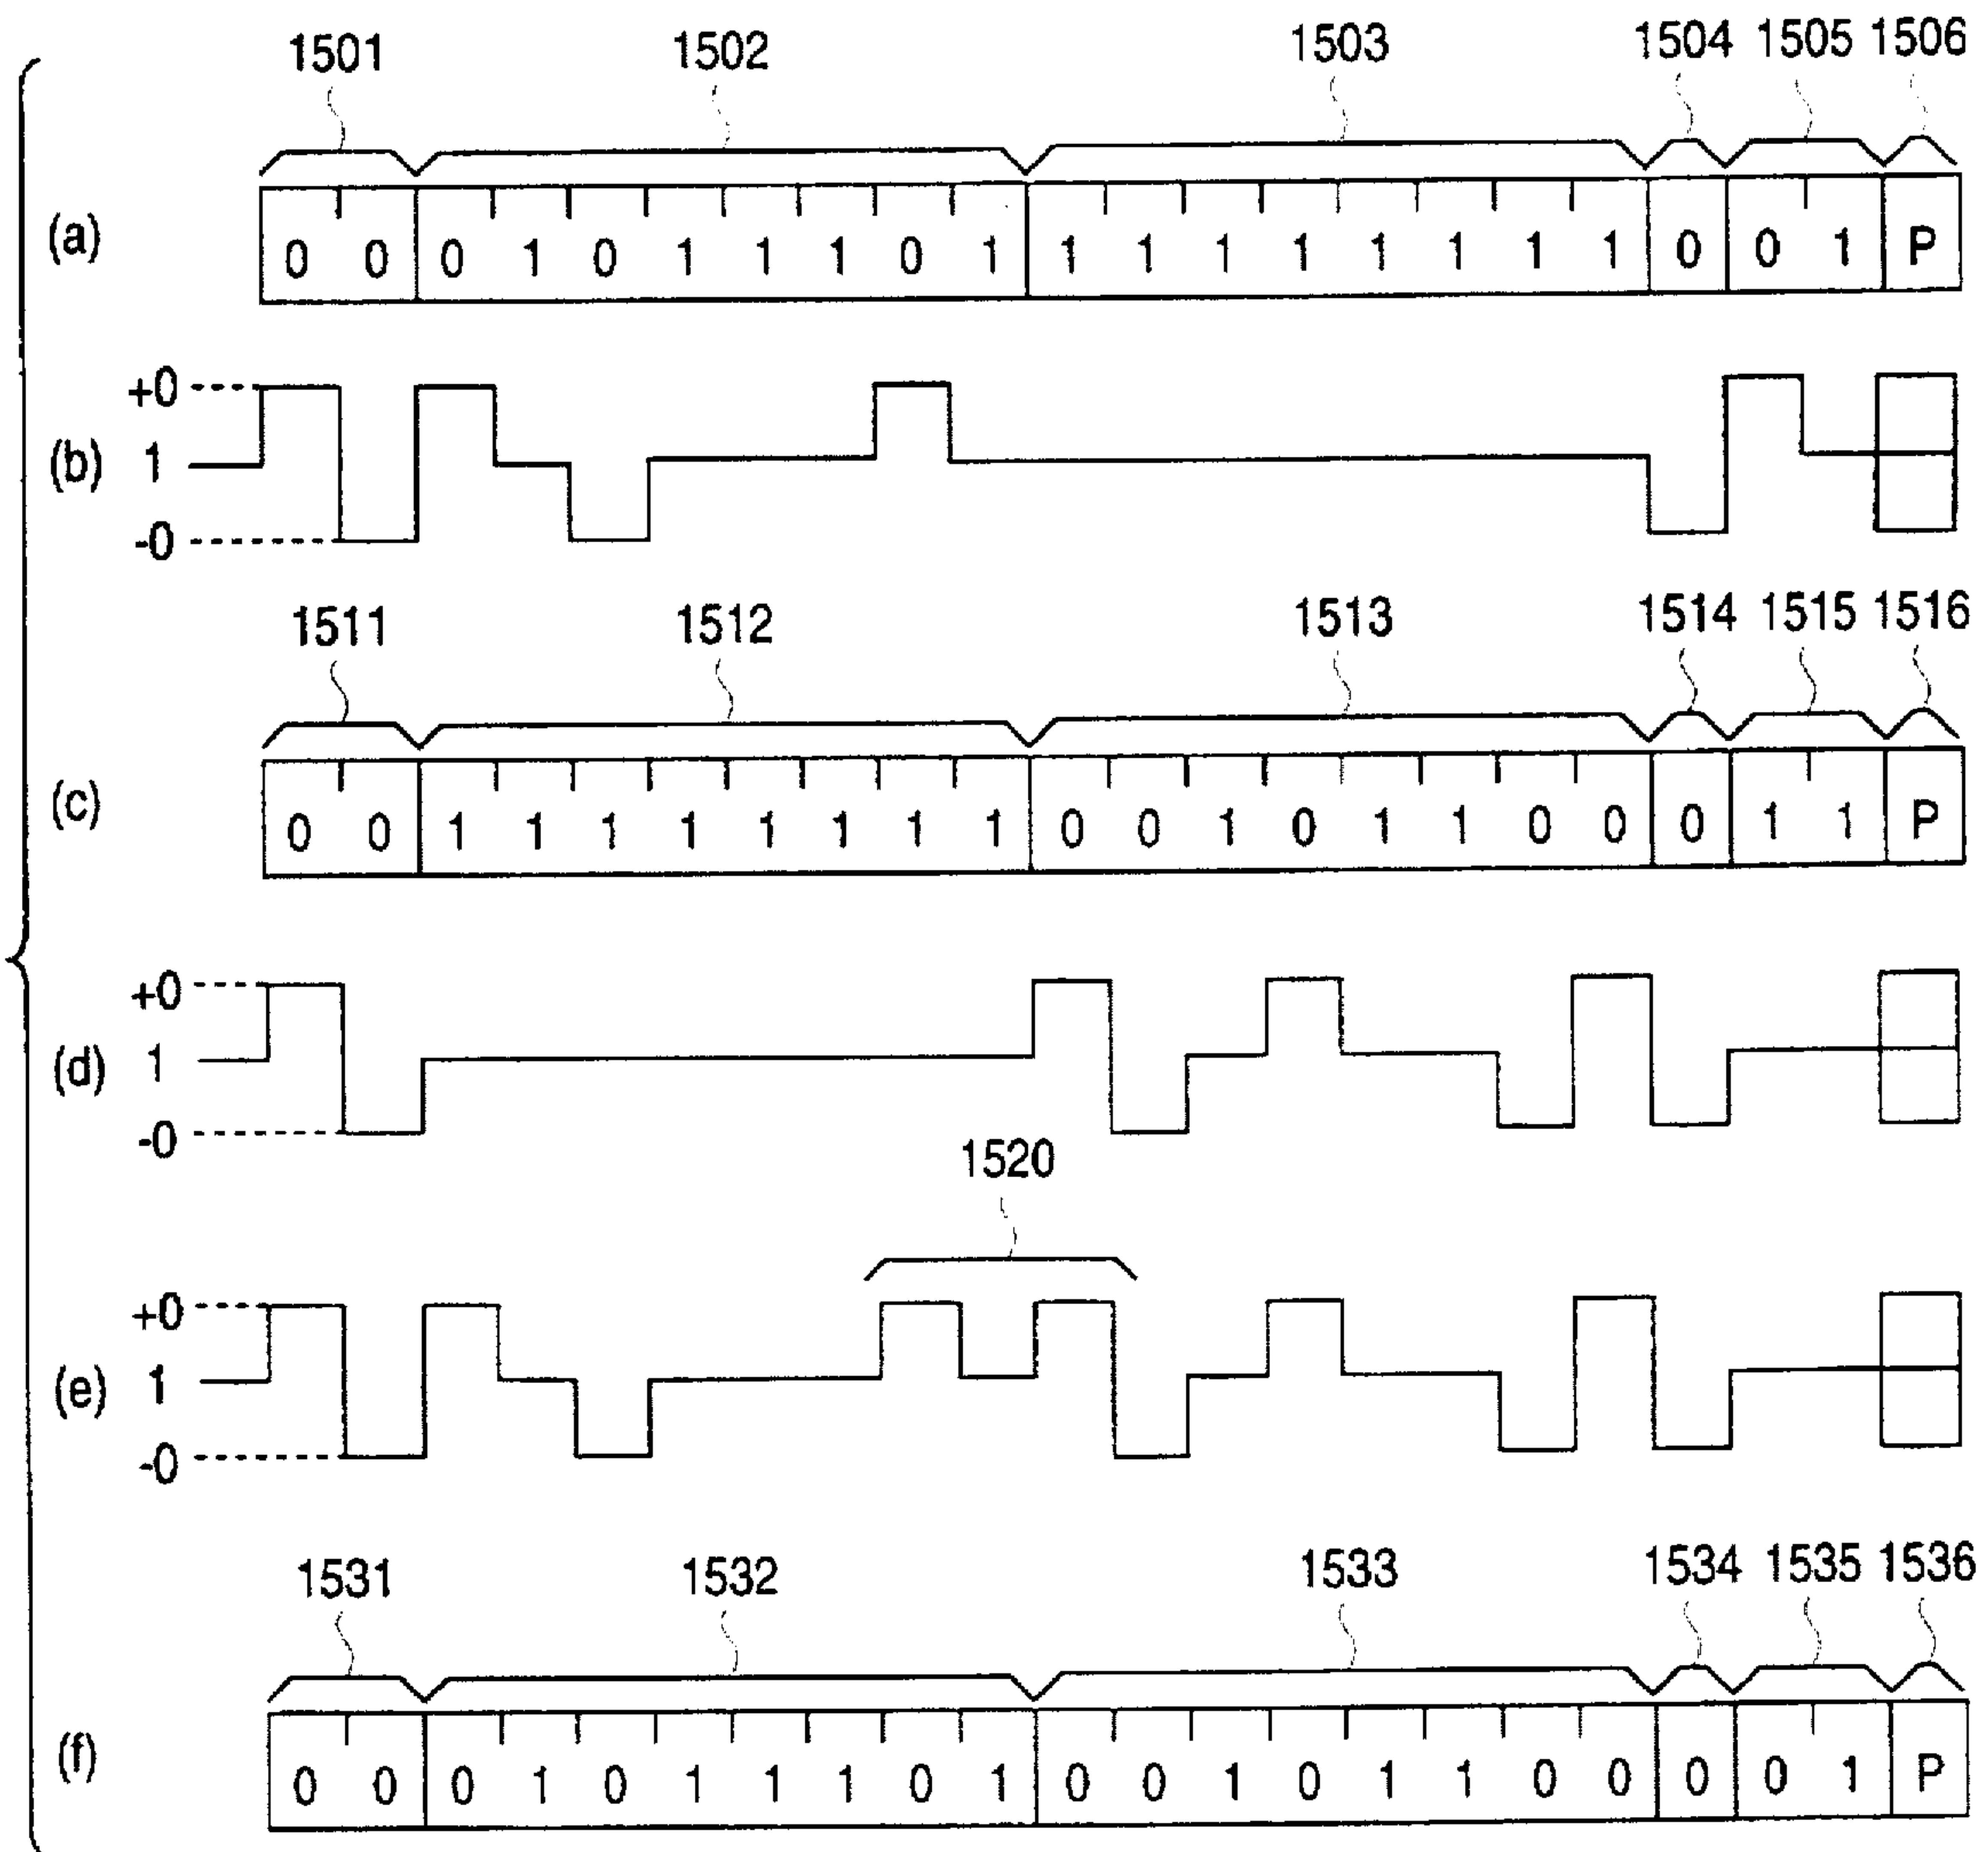 1501 1502 1503 1504 1505 1506
(a) 0 0 0 1 0 1 1 1 0 1 1 1 1 1 1 1 1 1 0 0 1 P
+0
(b) 1
-0
1511 1512 1513 1514 1515 1516
(c) 0 0 1 1 1 1 1 1 1 1 0 0 1 0 1 1 0 0 0 1 1 P
+0
(d) 1
-0
1520
+0
(e) 1
-0
1531 1532 1533 1534 1535 1536
(f) 0 0 0 1 0 1 1 1 0 1 0 0 1 0 1 1 0 0 0 0 1 P